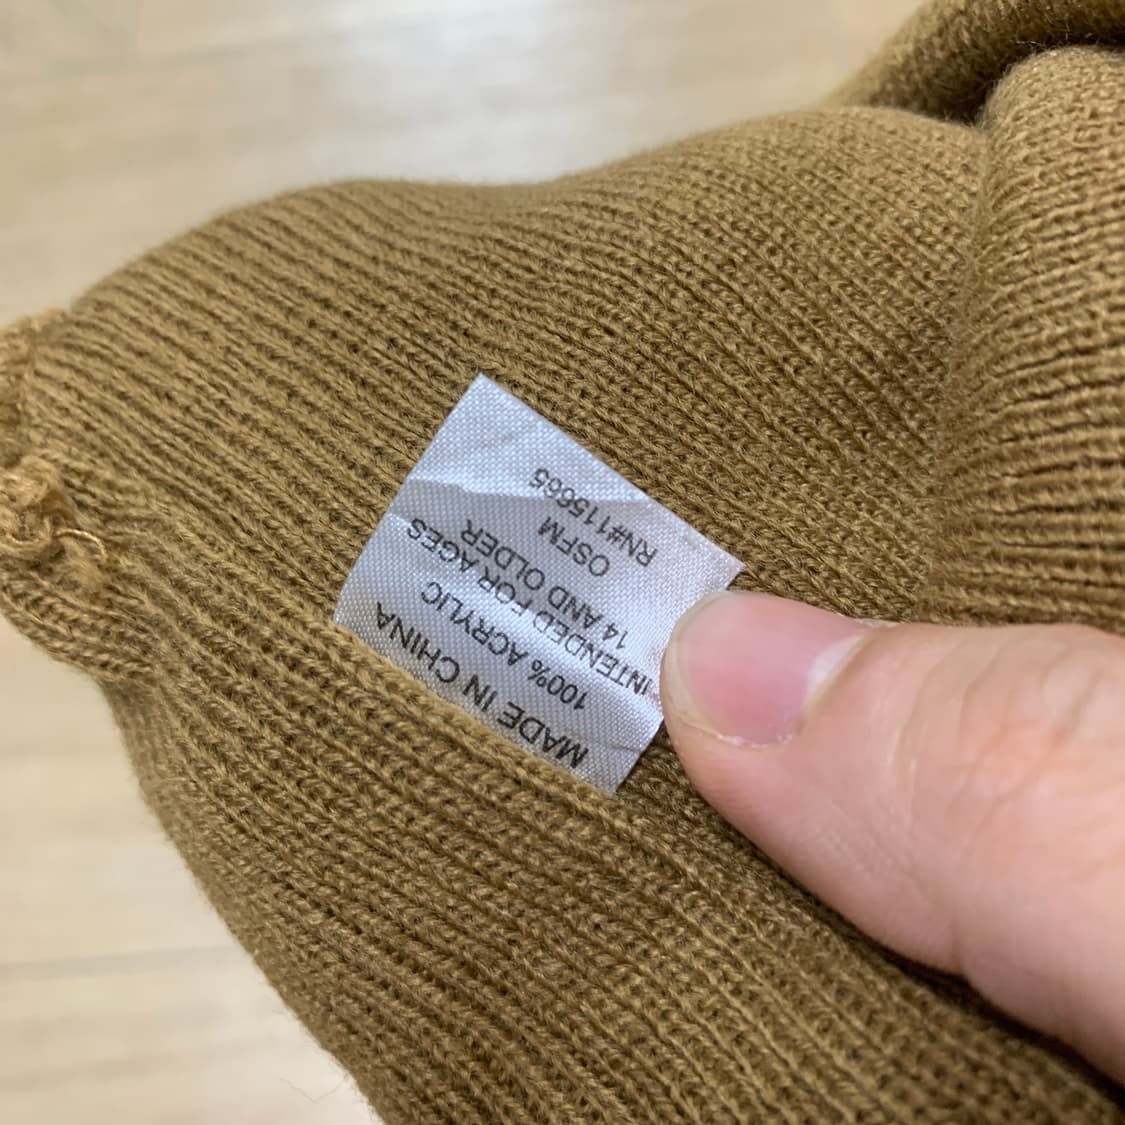 MADE IN CHINA
100% ACRYLIC
INTENDED FOR AGES
14 AND OLDER
OSFM
RN#115665